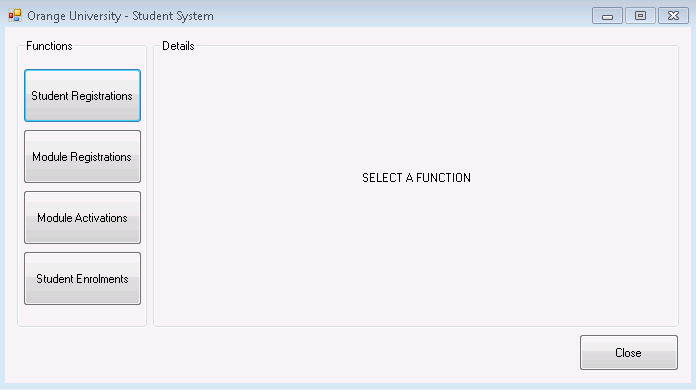 Orange University - Student System
Functions
Student Registrations
Module Registrations
Module Activations
Student Enrolments
Details
SELECT A FUNCTION
Close